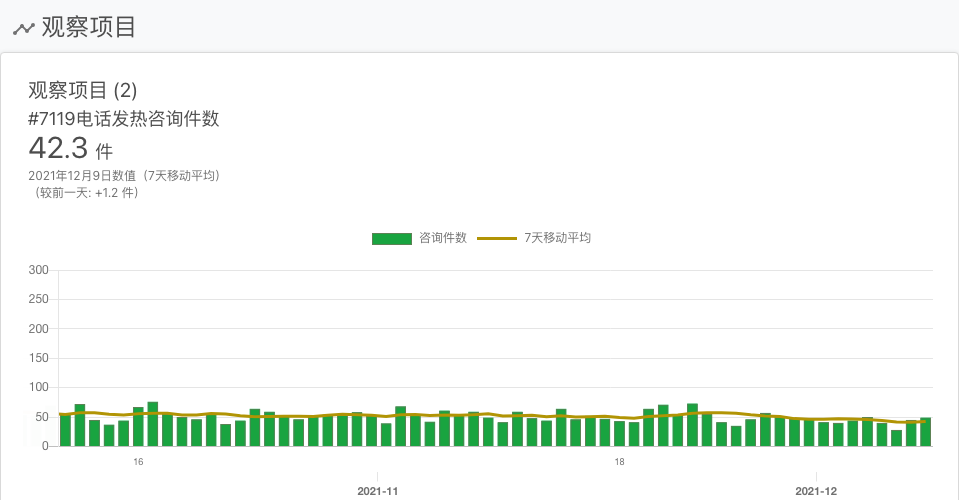 观察项目
观察项目 (2)
#7119电话发热咨询件数
42.3 件
2021年12月9日数值（7天移动平均）
（较前一天: +1.2 件）
咨询件数 7天移动平均
300
250
200
150
100
50
0
16 18
2021-11 2021-12